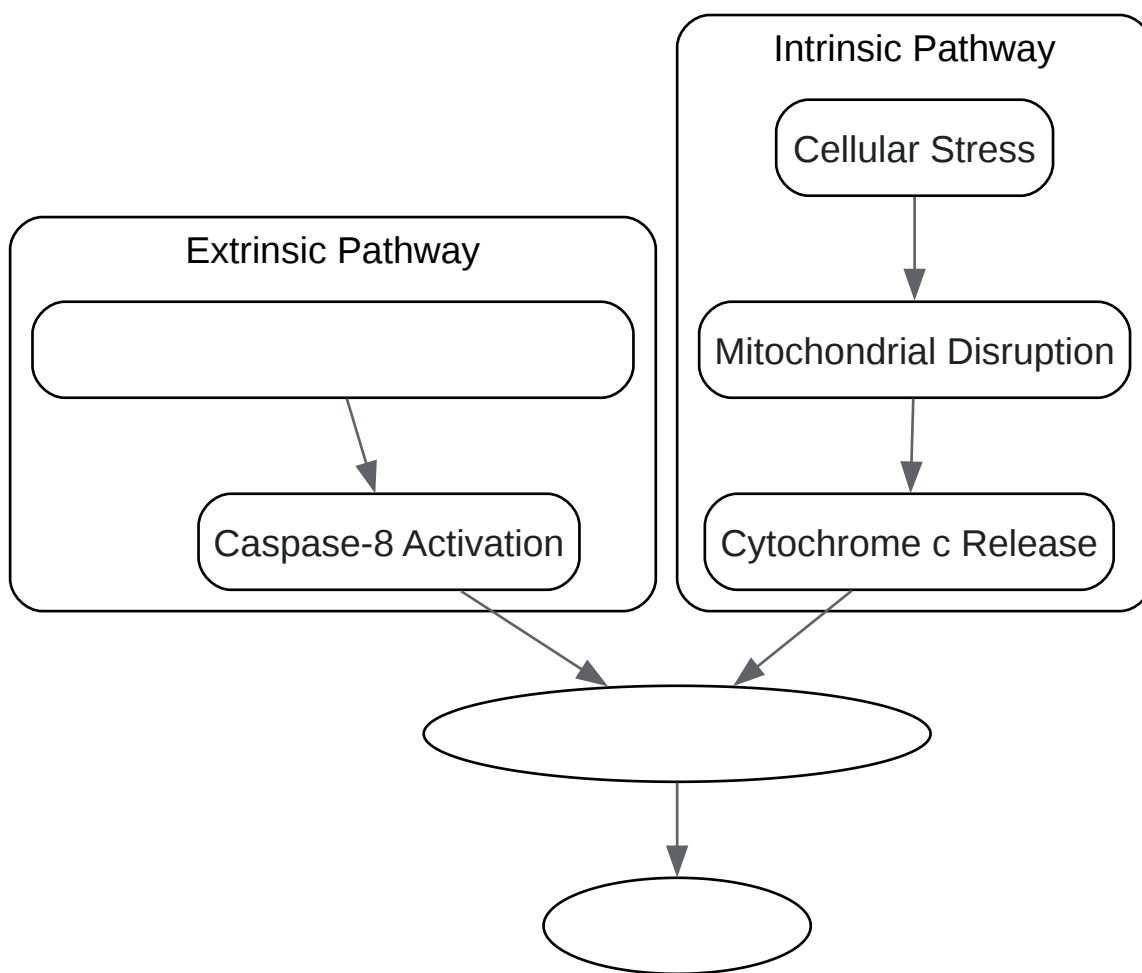 Intrinsic Pathway
Cellular Stress
Extrinsic Pathway
Mitochondrial Disruption
Caspase-8 Activation
Cytochrome c Release